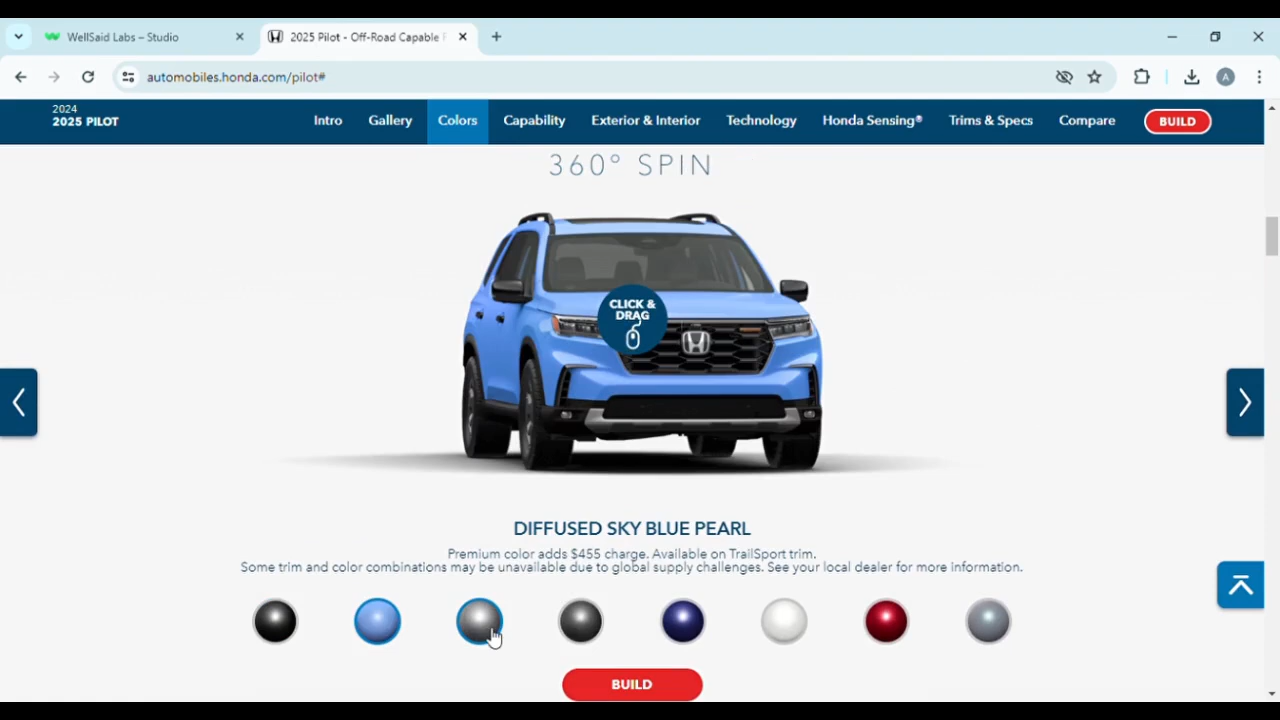 WellSaid Labs – Studio
2025 Pilot - Off-Road Capable
automobiles.honda.com/pilot#
A
2024
2025 PILOT
Intro
Gallery
Colors
Capability
Exterior & Interior
Technology
Honda Sensing®
Trims & Specs
Compare
BUILD
360° SPIN
CLICK &
DRAG
DIFFUSED SKY BLUE PEARL
Premium color adds $455 charge. Available on TrailSport trim.
Some trim and color combinations may be unavailable due to global supply challenges. See your local dealer for more information.
BUILD